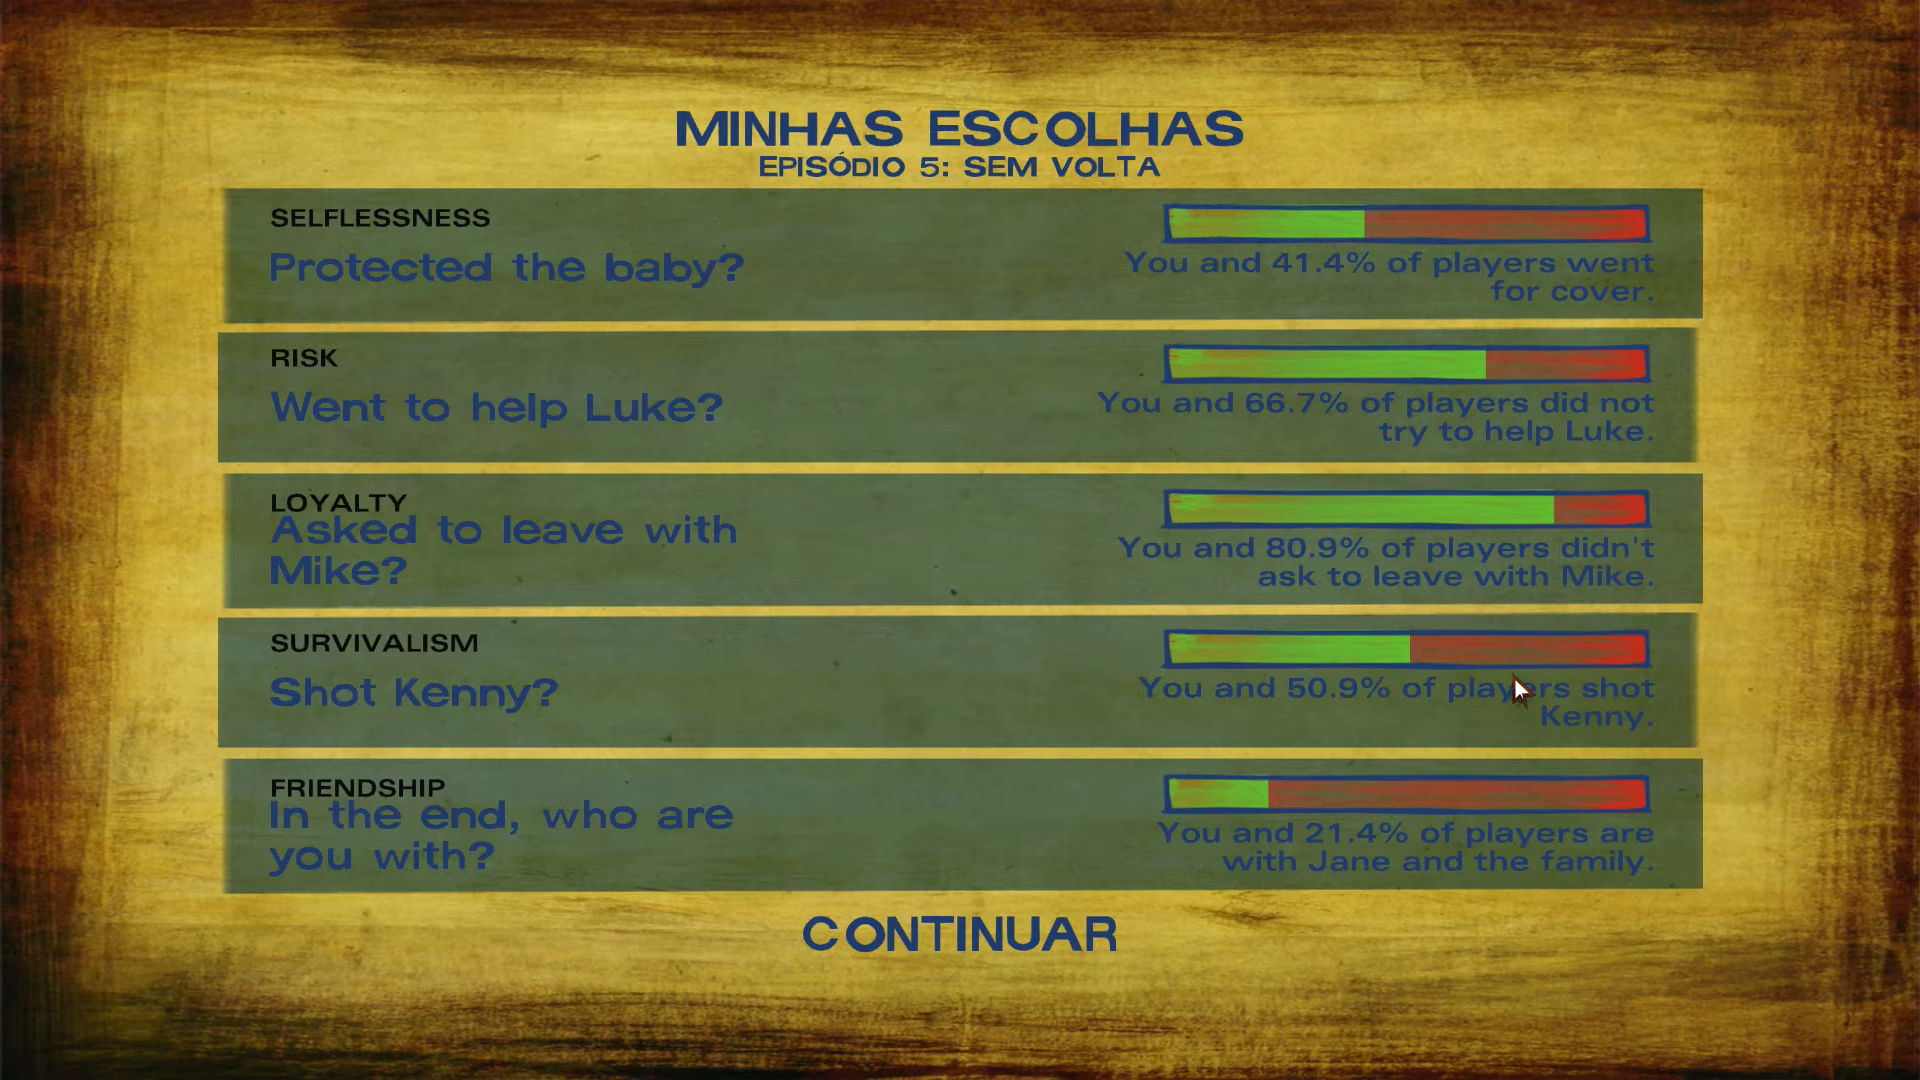 MINHAS ESCOLHAS
EPISÓDIO 5: SEM VOLTA
SELFLESSNESS
Protected the baby?
You and 41.4% of players went
for cover.
RISK
Went to help Luke?
You and 66.7% of players did not
try to help Luke.
LOYALTY
Asked to leave with
Mike?
You and 80.9% of players didn't
ask to leave with Mike.
SURVIVALISM
Shot Kenny?
You and 50.9% of players shot
Kenny.
FRIENDSHIP
In the end, who are
you with?
You and 21.4% of players are
with Jane and the family.
CONTINUAR